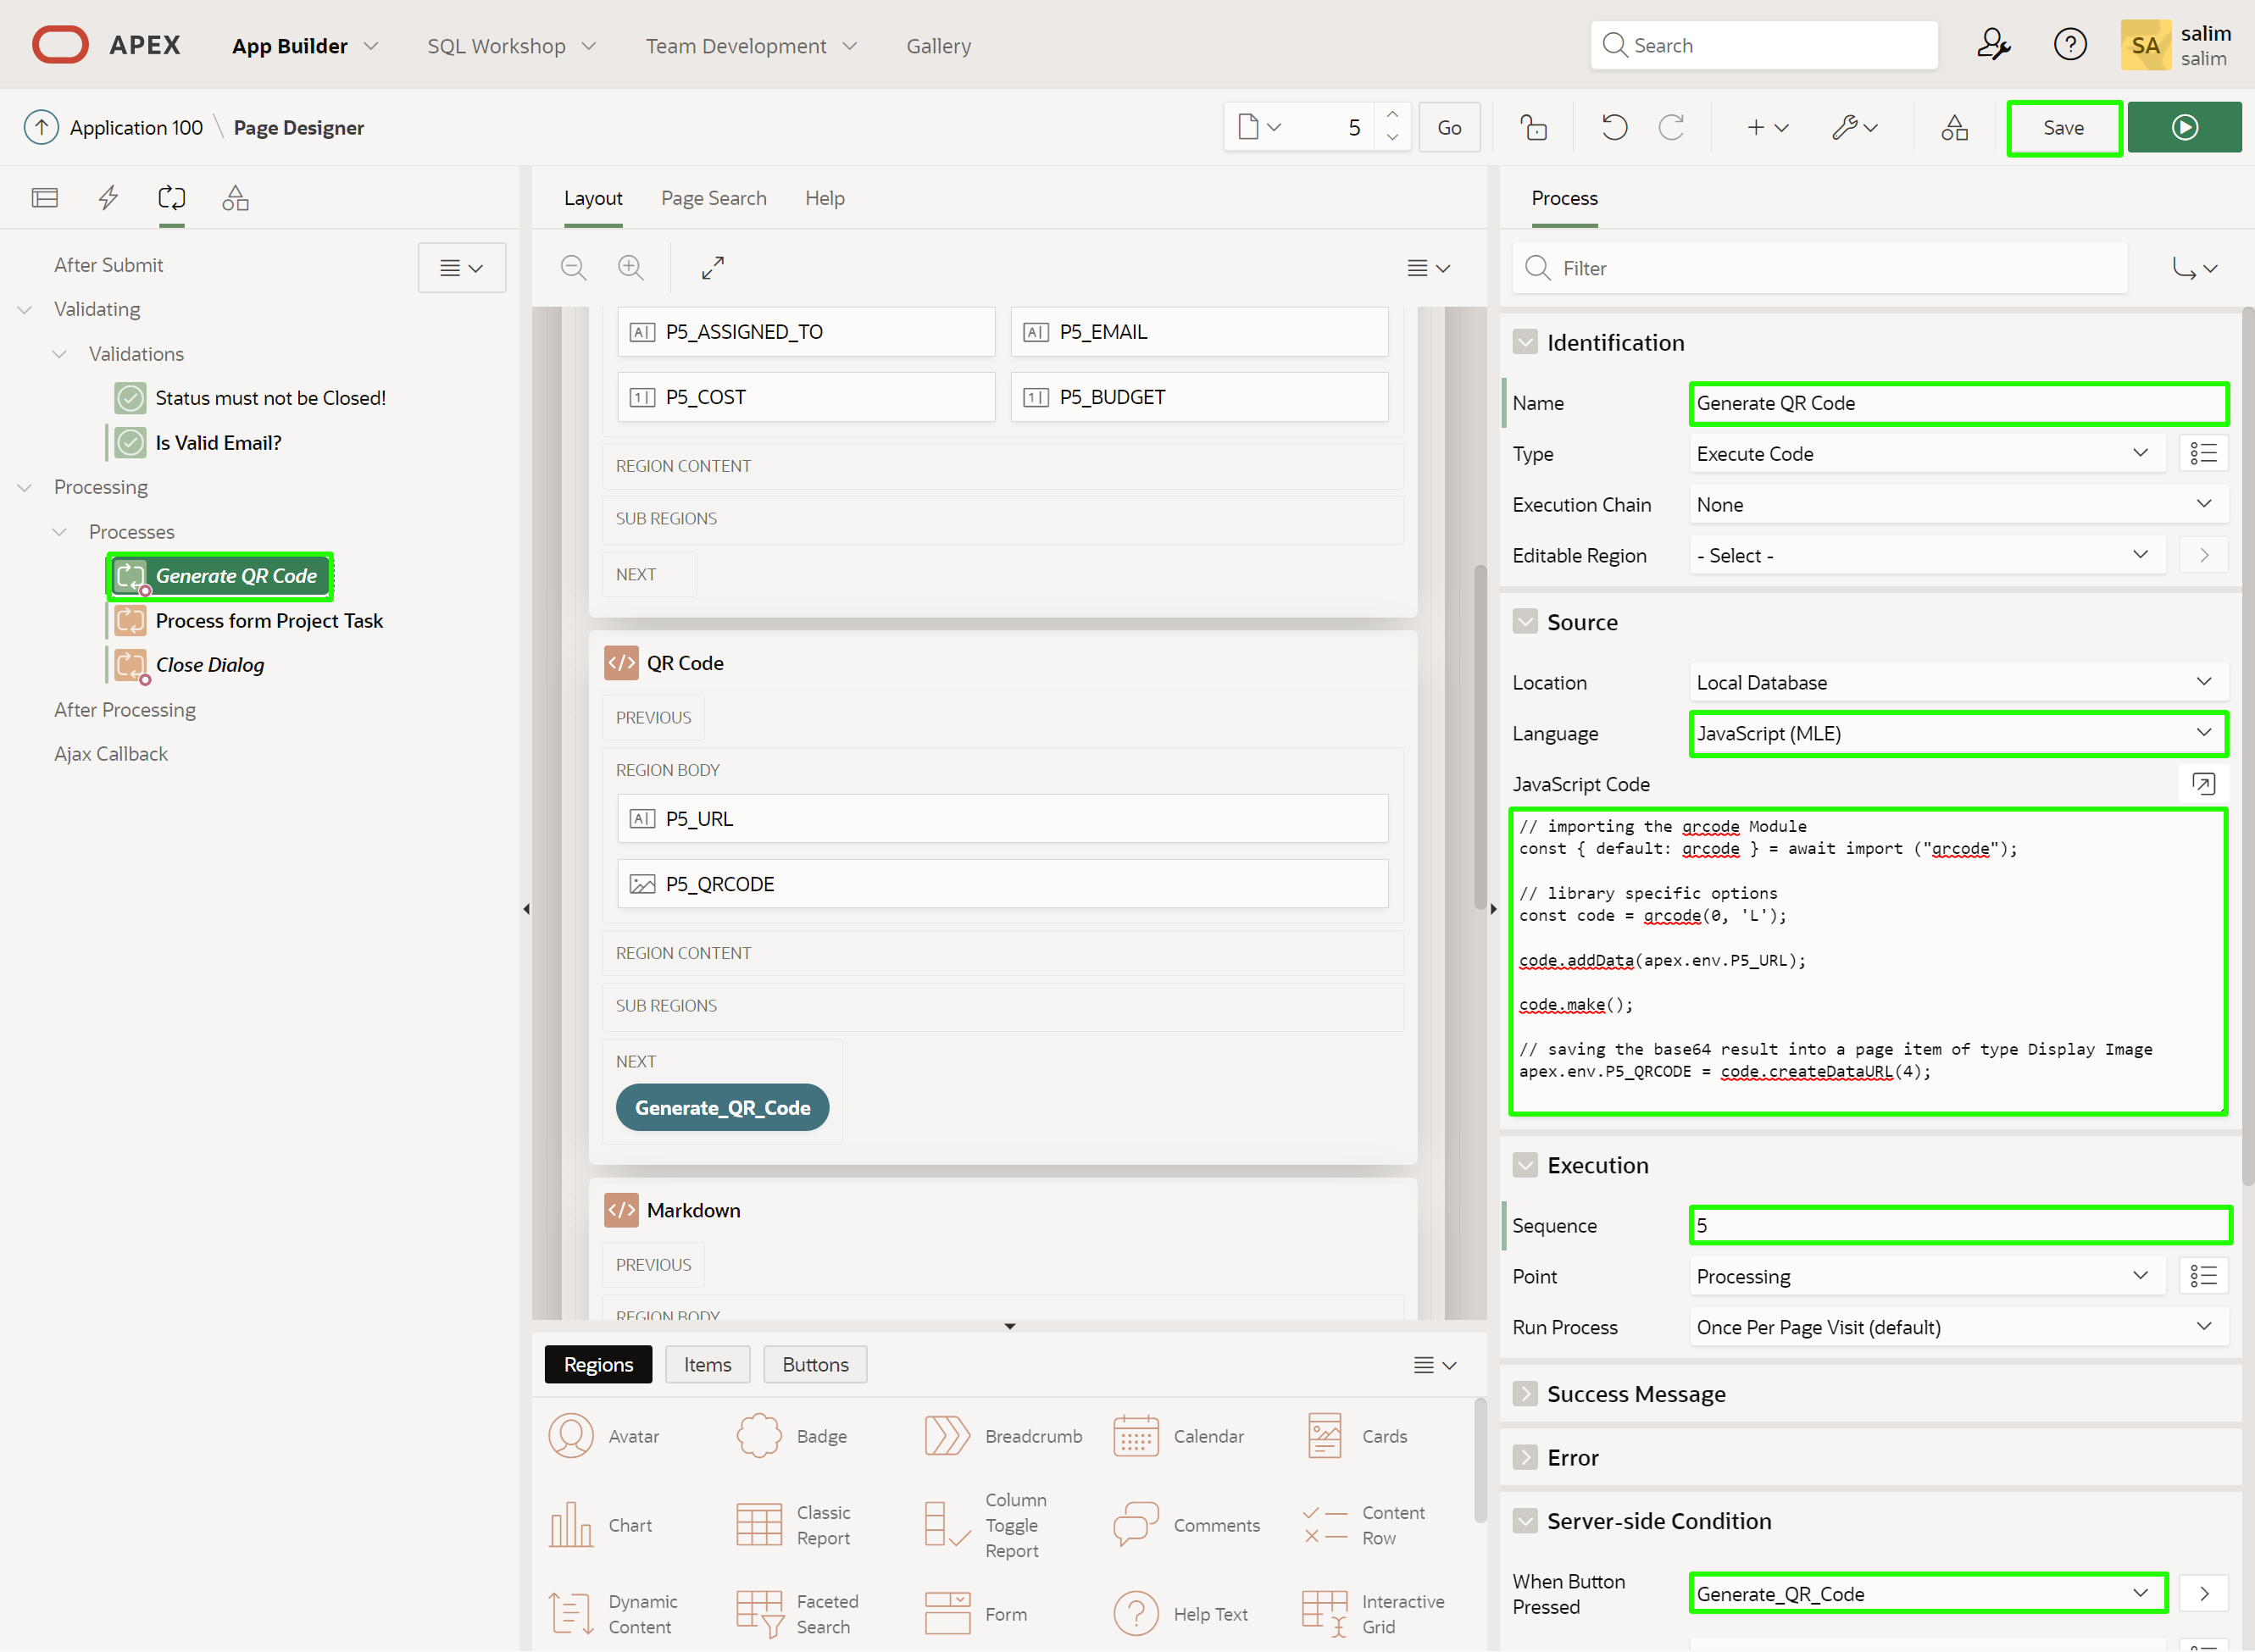 APEX
App Builder
SQL Workshop
Team Development
Gallery
Search
SA
salim
salim
Application 100 \ Page Designer
5
Go
Save
After Submit
Validating
Validations
Status must not be Closed!
Is Valid Email?
Processing
Processes
Generate QR Code
Process form Project Task
Close Dialog
After Processing
Ajax Callback
Layout
Page Search
Help
P5_ASSIGNED_TO
P5_EMAIL
P5_COST
P5_BUDGET
REGION CONTENT
SUB REGIONS
NEXT
QR Code
PREVIOUS
REGION BODY
P5_URL
P5_QRCODE
REGION CONTENT
SUB REGIONS
NEXT
Generate_QR_Code
Markdown
PREVIOUS
REGION BODY
Regions
Items
Buttons
Avatar
Badge
Breadcrumb
Calendar
Cards
Chart
Classic
Report
Column
Toggle
Report
Comments
Content
Row
Dynamic
Content
Faceted
Search
Form
Help Text
Interactive
Grid
Process
Filter
Identification
Name
Generate QR Code
Type
Execute Code
Execution Chain
None
Editable Region
- Select -
Source
Location
Local Database
Language
JavaScript (MLE)
JavaScript Code
// importing the qrcode Module
const { default: qrcode } = await import ("qrcode");
// library specific options
const code = qrcode(0, 'L');
code.addData(apex.env.P5_URL);
code.make();
// saving the base64 result into a page item of type Display Image
apex.env.P5_QRCODE = code.createDataURL(4);
Execution
Sequence
5
Point
Processing
Run Process
Once Per Page Visit (default)
Success Message
Error
Server-side Condition
When Button
Pressed
Generate_QR_Code